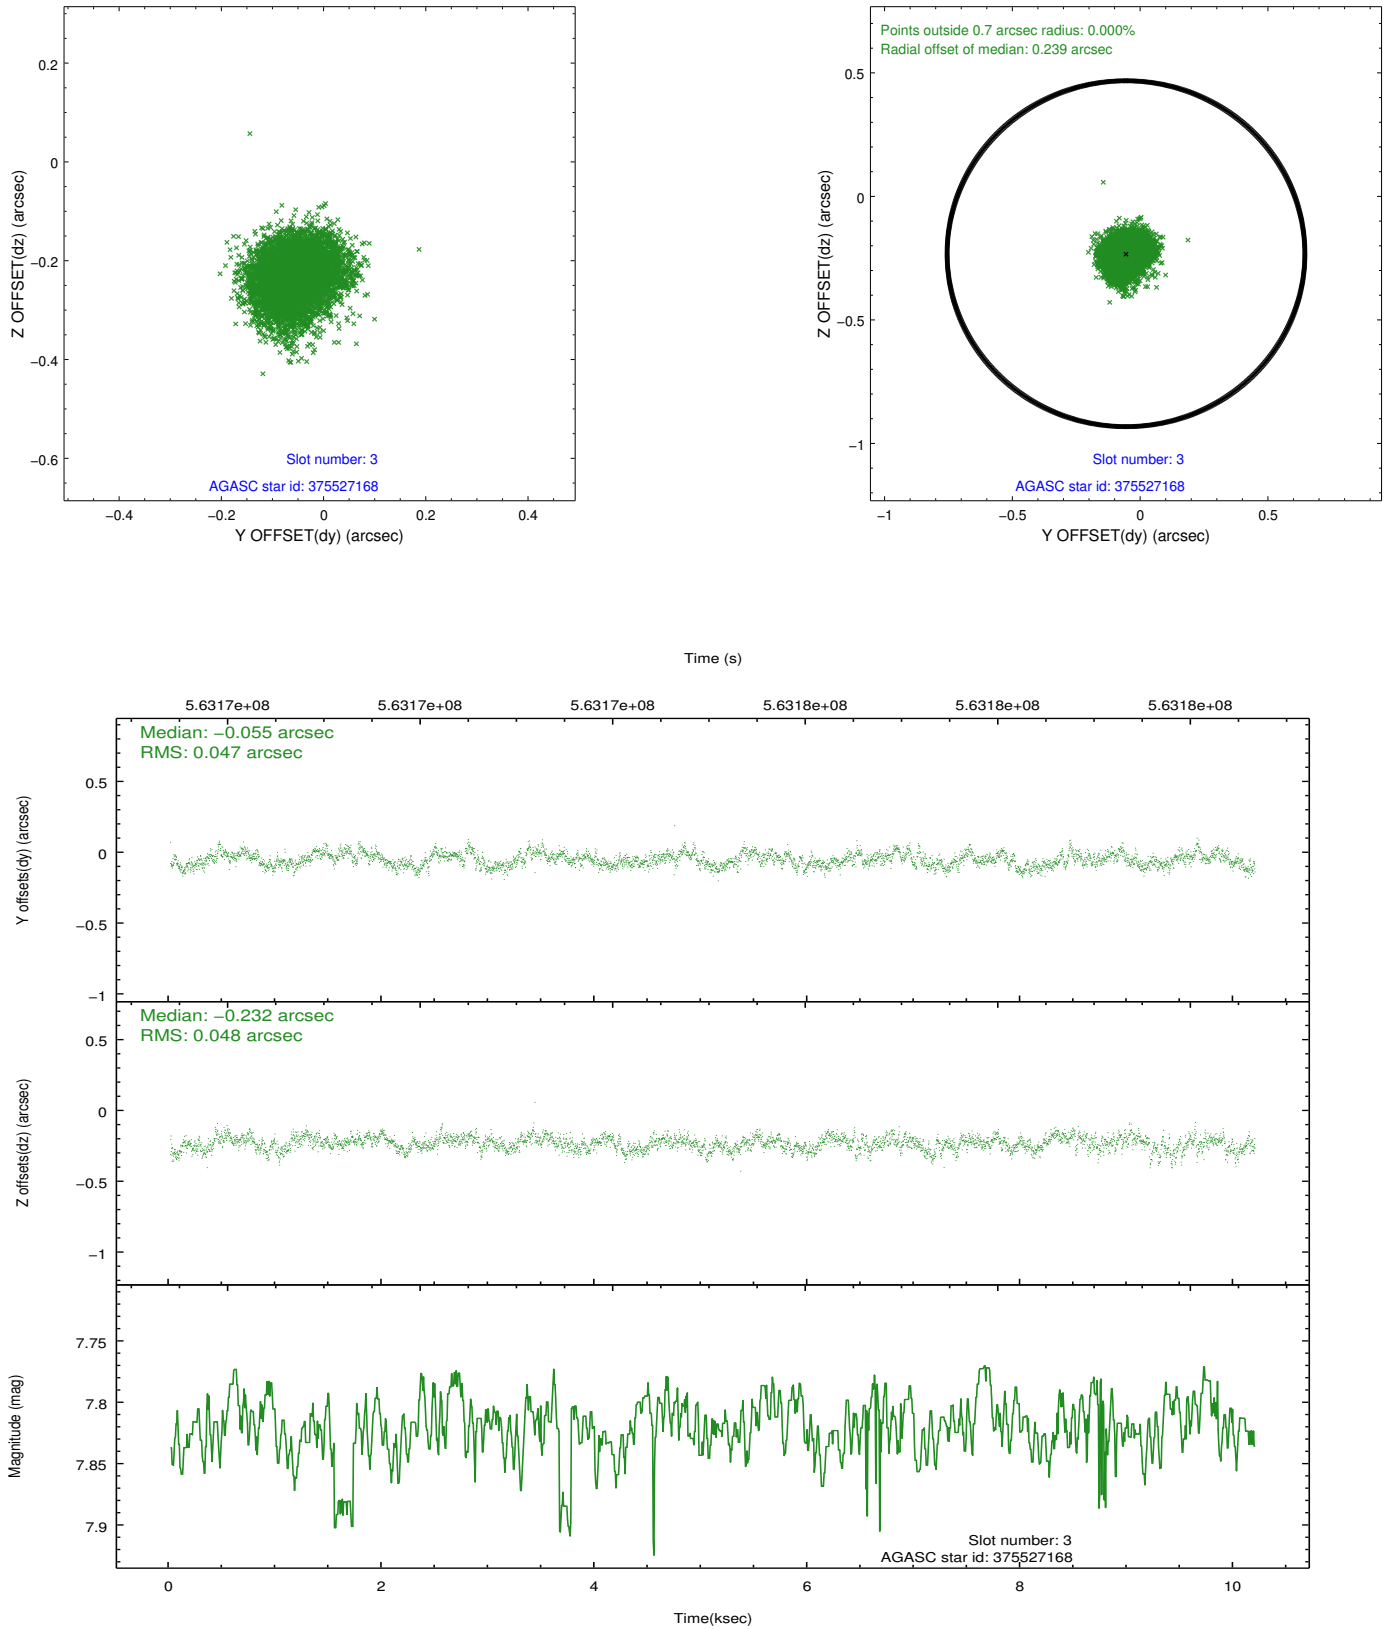 0.2
0
−0.2
−0.4
−0.6
Z OFFSET(dz) (arcsec)
Slot number: 3
AGASC star id: 375527168
−0.4 −0.2 0 0.2 0.4
Y OFFSET(dy) (arcsec)
Points outside 0.7 arcsec radius: 0.000%
Radial offset of median: 0.239 arcsec
0.5
0
−0.5
−1
Z OFFSET(dz) (arcsec)
Slot number: 3
AGASC star id: 375527168
−1 −0.5 0 0.5
Y OFFSET(dy) (arcsec)
Time (s)
5.6317e+08 5.6317e+08 5.6317e+08 5.6318e+08 5.6318e+08 5.6318e+08
Median: −0.055 arcsec
RMS: 0.047 arcsec
0.5
0
−0.5
−1
Y offsets(dy) (arcsec)
Median: −0.232 arcsec
RMS: 0.048 arcsec
0.5
0
−0.5
−1
Z offsets(dz) (arcsec)
7.75
7.8
7.85
7.9
Magnitude (mag)
Slot number: 3
AGASC star id: 375527168
0 2 4 6 8 10
Time(ksec)